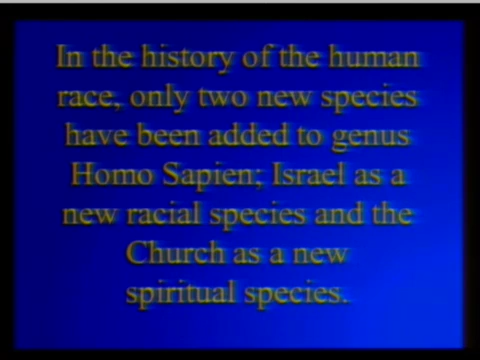 In the history of the human
race, only two new species
have been added to genus
Homo Sapien; Israel as a
new racial species and the
Church as a new
spiritual species.